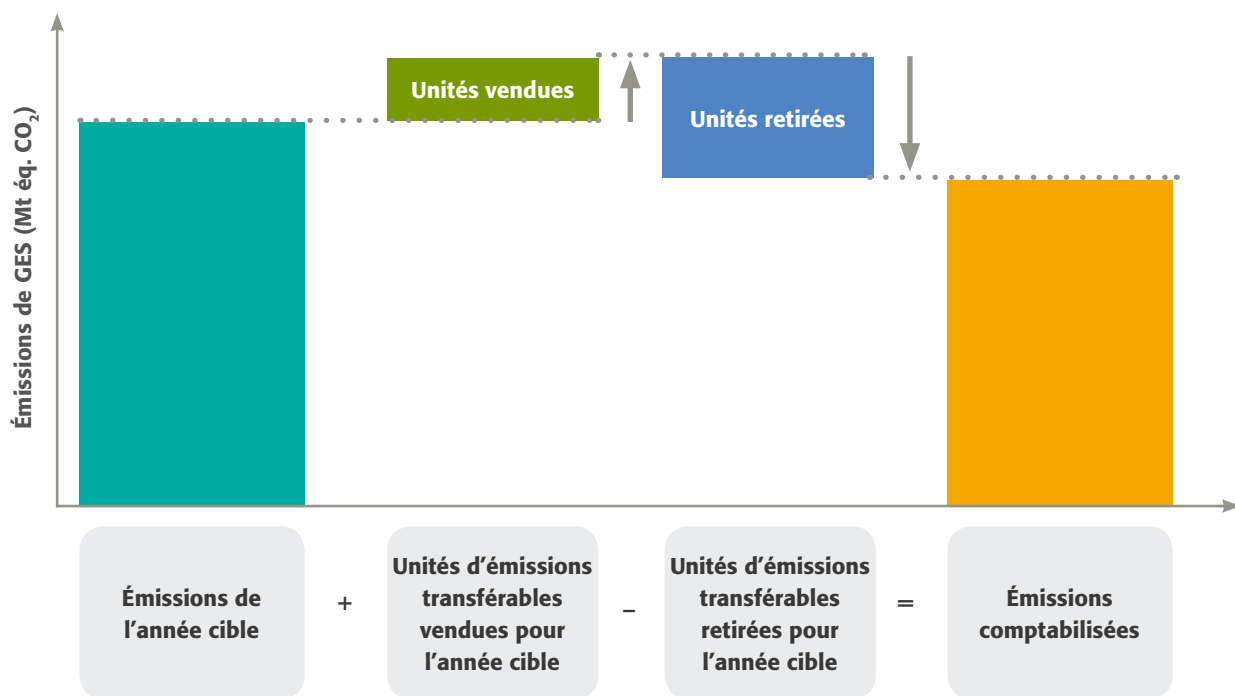 Émissions de GES (Mt éq. CO₂)
Unités vendues
Unités retirées
Émissions de
l’année cible
+
Unités d’émissions
transférables
vendues pour
l’année cible
–
Unités d’émissions
transférables
retirées pour
l’année cible
=
Émissions
comptabilisées